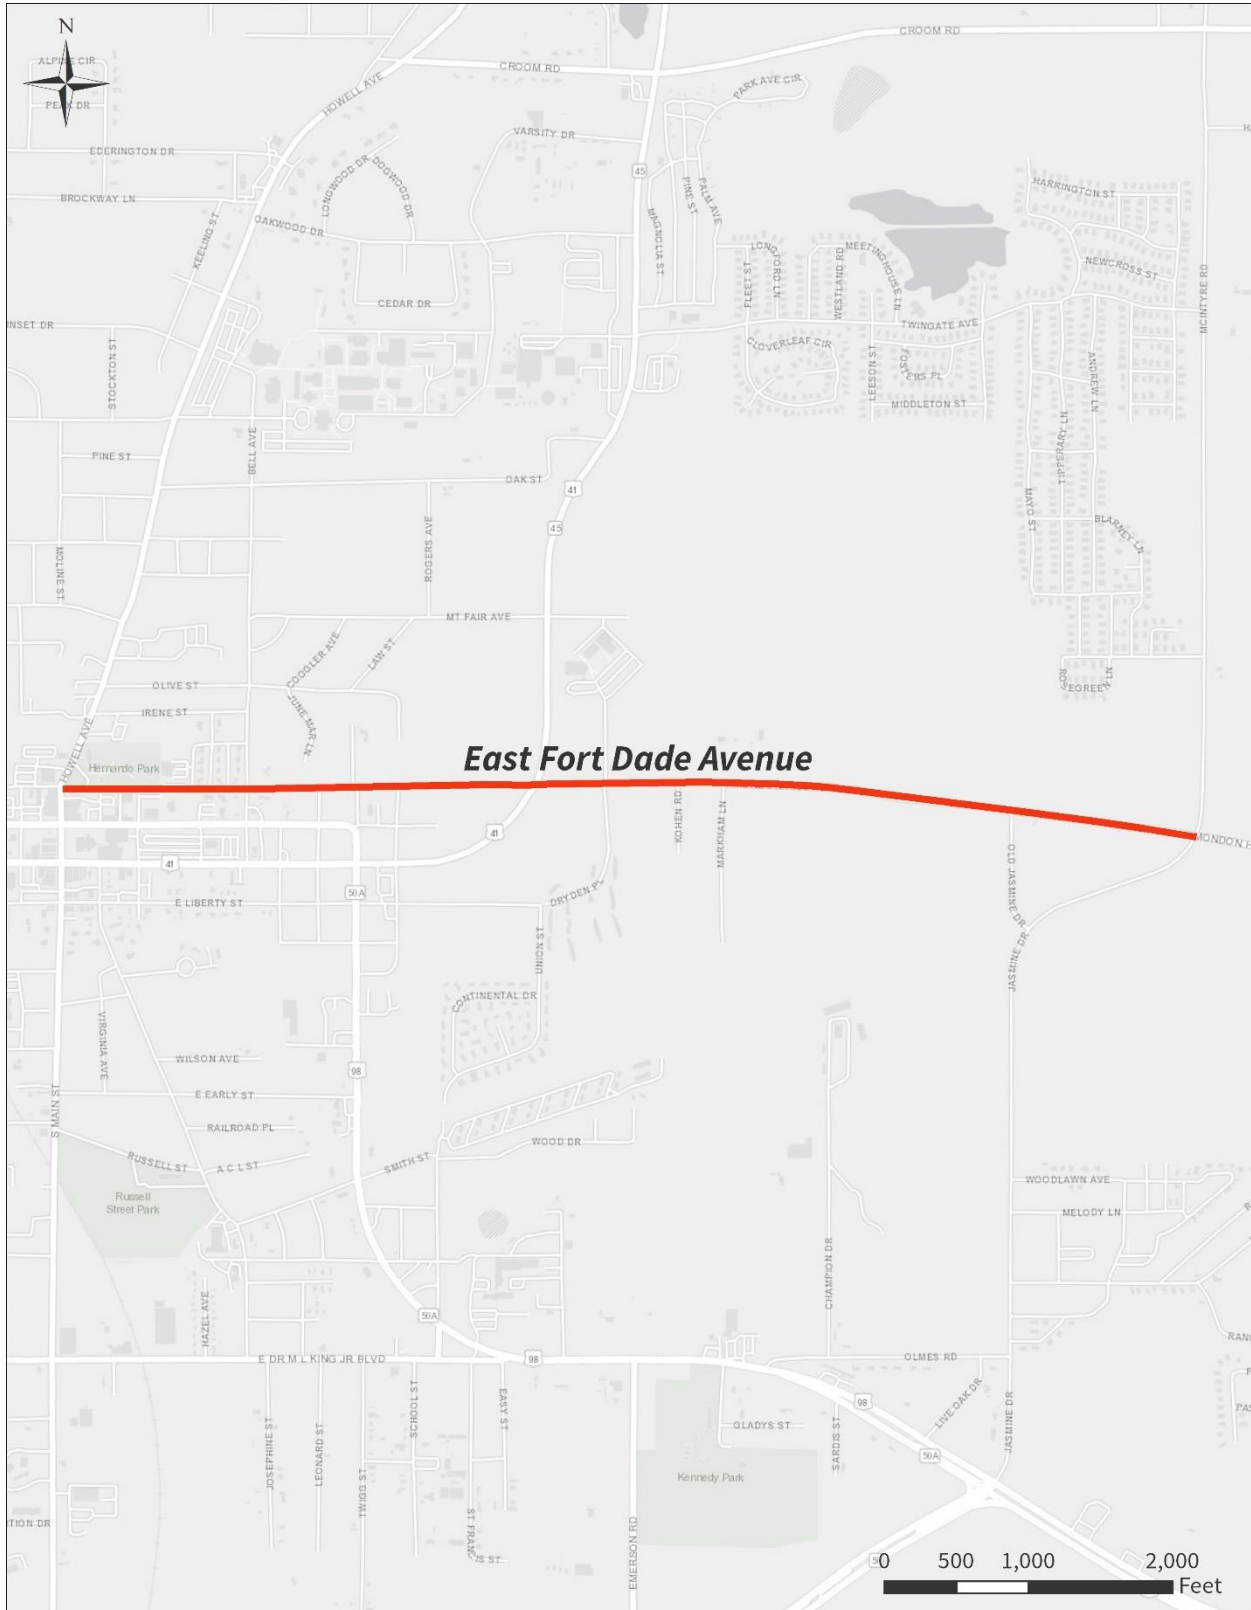 N
CROOM RD
CROOM RD
ALPINE CIR
HOWELL AVE
PARK AVE CIR
PEAK DR
VARSITY DR
EDERINGTON DR
LONGWOOD DR
DOGWOOD DR
45
PINE ST
PALM AVE
HARRINGTON ST
BROCKWAY LN
KEELING ST
OAKWOOD DR
MAGNOLIA ST
LONGFORD LN
WESTLAND RD
MEETINGHOUSE LN
NEWCROSS ST
FLEET ST
MCINTYRE RD
CEDAR DR
TWINGATE AVE
STOCKTON ST
CLOVERLEAF CIR
LEESON ST
FOSTERS PL
ANDREW LN
MIDDLETON ST
PINE ST
BELL AVE
TIPPERARY LN
OAK ST
41
MAYO ST
45
ROGERS AVE
BLARNEY LN
MOLINE ST
MT FAIR AVE
COOGLER AVE
LAW ST
OLIVE ST
ROSEGREEN LN
IRENE ST
JUNE MAR LN
HOWELL AVE
East Fort Dade Avenue
Hernando Park
41
KOHEN RD
MARKHAM LN
MONDON H
41
50A
OLD JASMINE DR
E LIBERTY ST
DRYDEN PL
UNION ST
JASMINE DR
CONTINENTAL DR
VIRGINIA AVE
WILSON AVE
98
E EARLY ST
S MAIN ST
RAILROAD PL
WOOD DR
RUSSELL ST
A C L ST
SMITH ST
WOODLAWN AVE
Russell
Street Park
MELODY LN
CHAMPION DR
HAZEL AVE
50A
E DR M L KING JR BLVD
98
OLMES RD
SCHOOL ST
EASY ST
98
LIVE OAK DR
JASMINE DR
JOSEPHINE ST
LEONARD ST
GLADYS ST
SARDIS ST
50A
TWIGG ST
Kennedy Park
ST FRANCIS ST
EMERSON RD
0 500 1,000 2,000
Feet